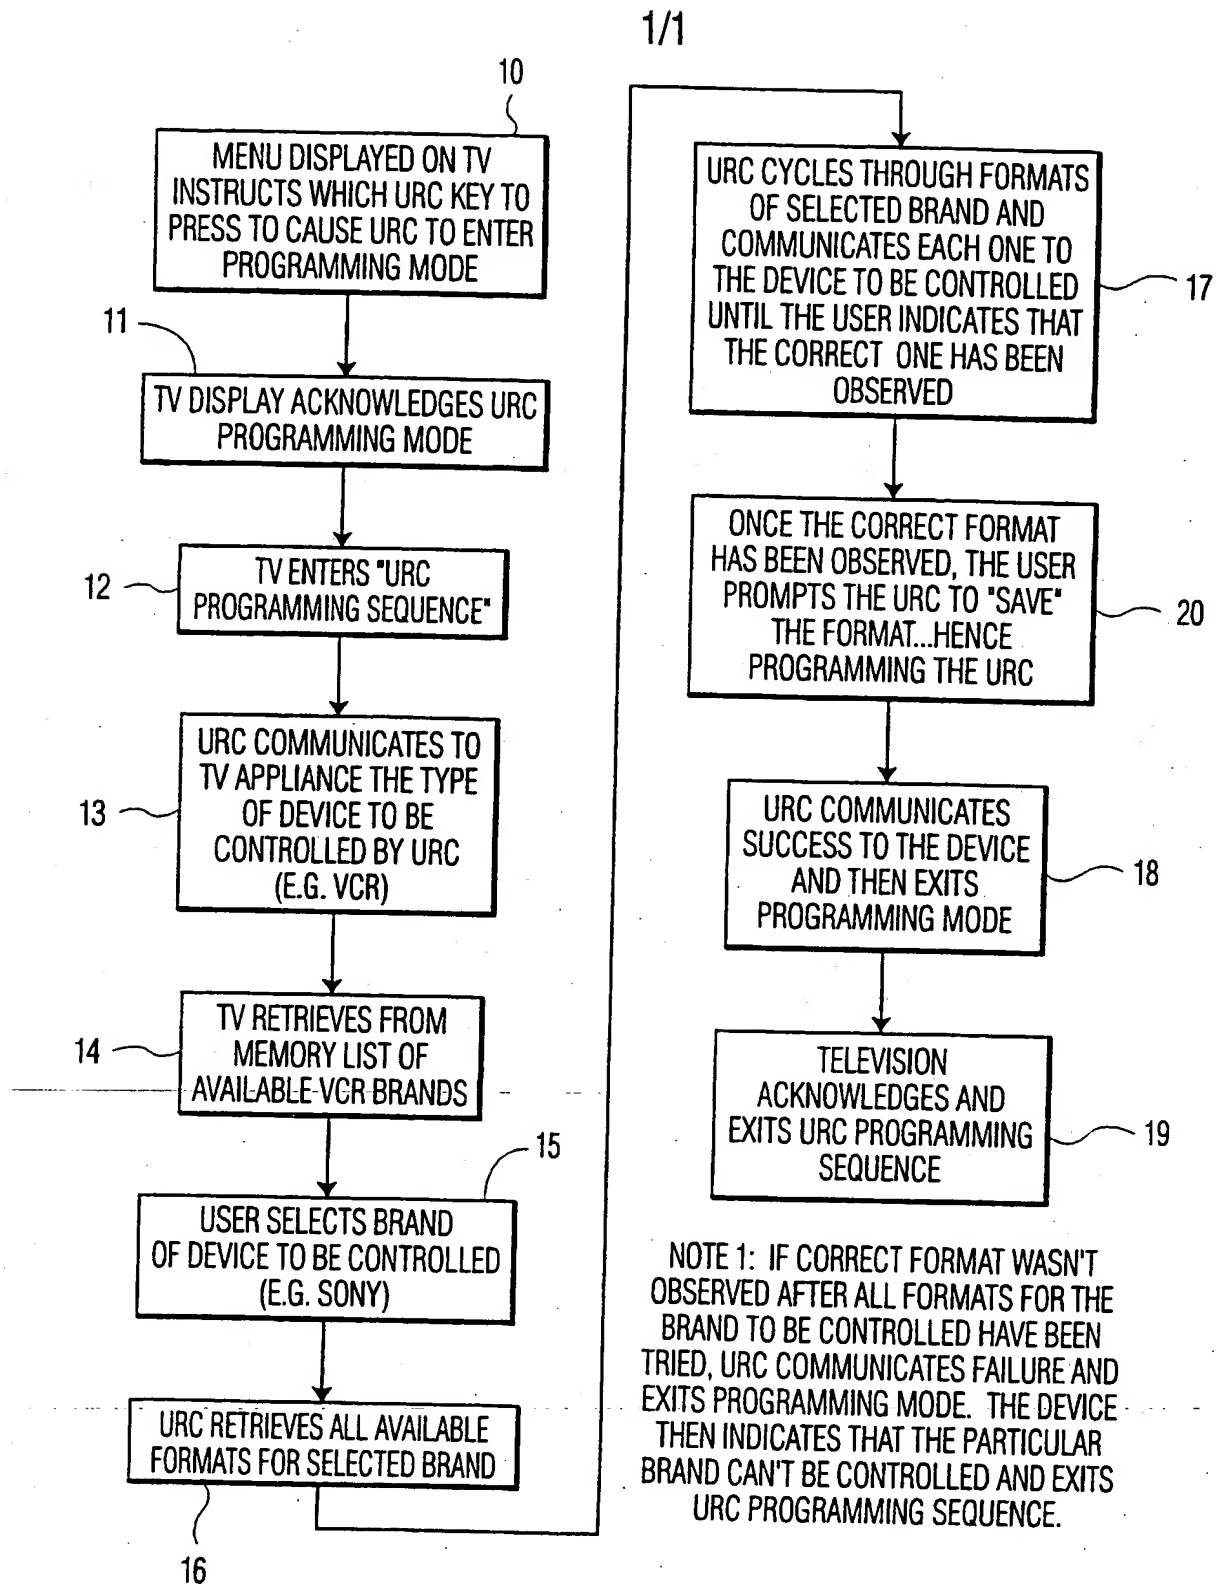 1/1
10
MENU DISPLAYED ON TV
INSTRUCTS WHICH URC KEY TO
PRESS TO CAUSE URC TO ENTER
PROGRAMMING MODE
11
TV DISPLAY ACKNOWLEDGES URC
PROGRAMMING MODE
12
TV ENTERS "URC
PROGRAMMING SEQUENCE"
13
URC COMMUNICATES TO
TV APPLIANCE THE TYPE
OF DEVICE TO BE
CONTROLLED BY URC
(E.G. VCR)
14
TV RETRIEVES FROM
MEMORY LIST OF
AVAILABLE VCR BRANDS
15
USER SELECTS BRAND
OF DEVICE TO BE CONTROLLED
(E.G. SONY)
URC RETRIEVES ALL AVAILABLE
FORMATS FOR SELECTED BRAND
16
URC CYCLES THROUGH FORMATS
OF SELECTED BRAND AND
COMMUNICATES EACH ONE TO
THE DEVICE TO BE CONTROLLED
UNTIL THE USER INDICATES THAT
THE CORRECT ONE HAS BEEN
OBSERVED
17
ONCE THE CORRECT FORMAT
HAS BEEN OBSERVED, THE USER
PROMPTS THE URC TO "SAVE"
THE FORMAT...HENCE
PROGRAMMING THE URC
20
URC COMMUNICATES
SUCCESS TO THE DEVICE
AND THEN EXITS
PROGRAMMING MODE
18
TELEVISION
ACKNOWLEDGES AND
EXITS URC PROGRAMMING
SEQUENCE
19
NOTE 1: IF CORRECT FORMAT WASN'T
OBSERVED AFTER ALL FORMATS FOR THE
BRAND TO BE CONTROLLED HAVE BEEN
TRIED, URC COMMUNICATES FAILURE AND
EXITS PROGRAMMING MODE. THE DEVICE
THEN INDICATES THAT THE PARTICULAR
BRAND CAN'T BE CONTROLLED AND EXITS
URC PROGRAMMING SEQUENCE.